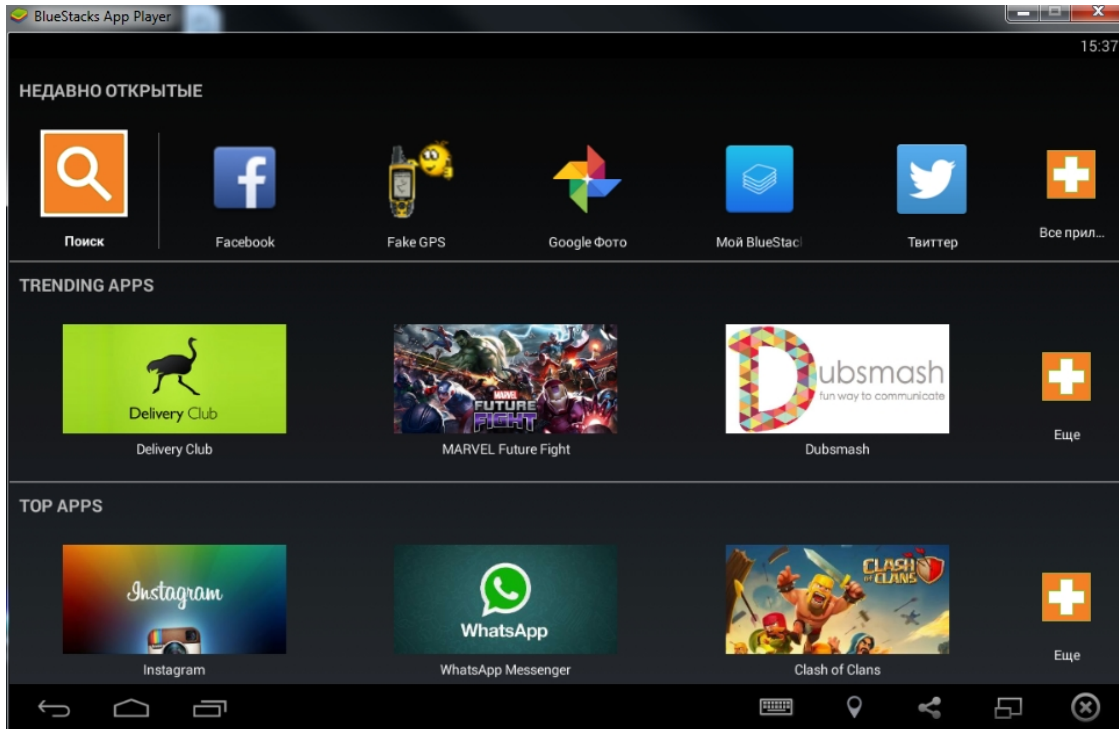 BlueStacks App Player
15:37
НЕДАВНО ОТКРЫТЫЕ
Поиск
Facebook
Fake GPS
Google Фото
Мой BlueStac
Твиттер
Все прил...
TRENDING APPS
Delivery Club
MARVEL
FUTURE
FIGHT
Dubsmash
fun way to communicate
Delivery Club
MARVEL Future Fight
Dubsmash
Еще
TOP APPS
Instagram
WhatsApp
CLASH
OF CLANS
Instagram
WhatsApp Messenger
Clash of Clans
Еще